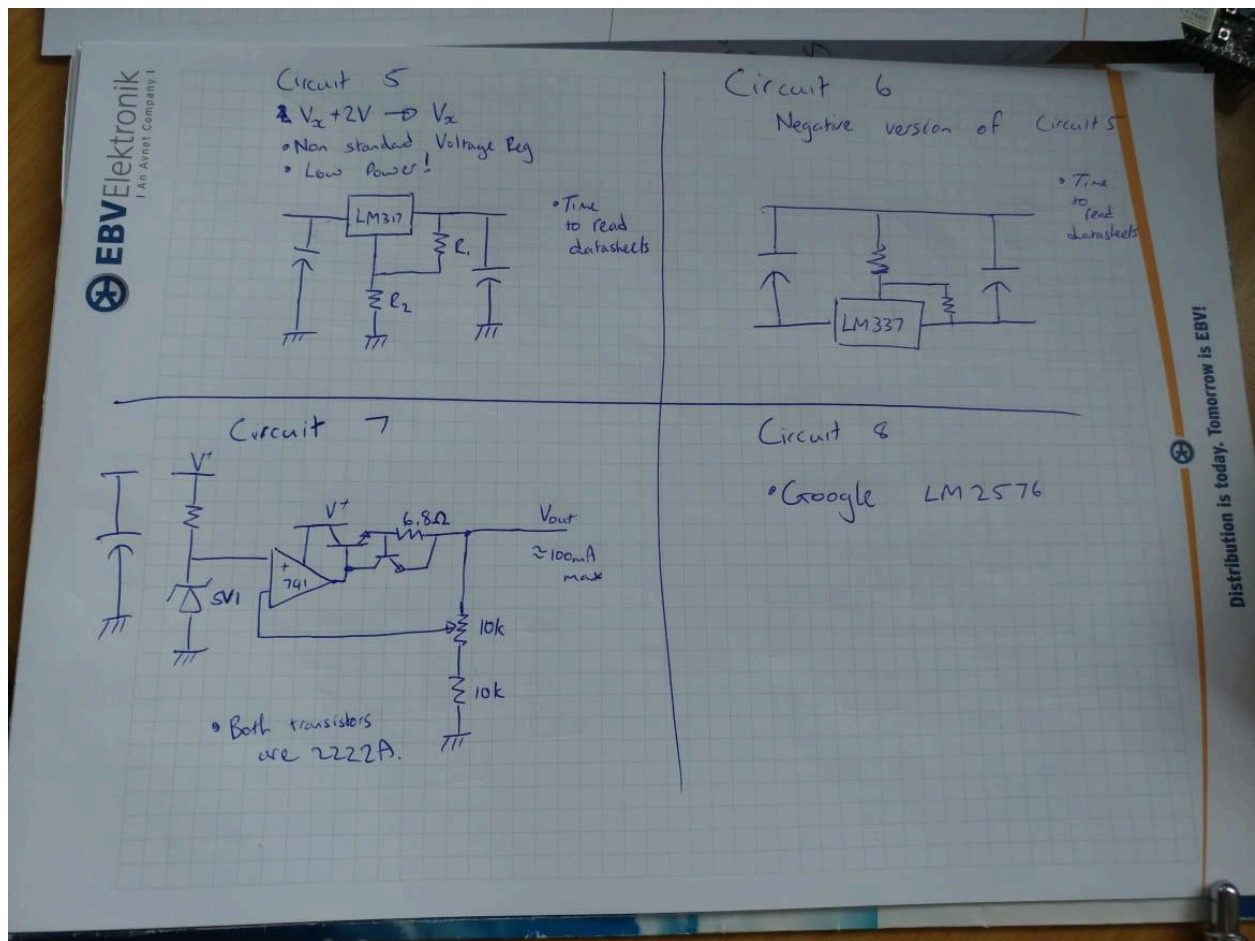 EBVElektronik
| An Avnet Company |
Circuit 5
Vx +2V → Vx
• Non standard Voltage Reg
• Low Power!
LM317
R1
R2
• Time
to read
datasheets
Circuit 6
Negative version of Circuit 5
• Time
to
read
datasheets
LM337
Circuit 7
V+
V+
6.8Ω
Vout
≈100mA
max
+
741
5V1
10k
10k
• Both transistors
are 2222A.
Circuit 8
• Google LM2576
Distribution is today. Tomorrow is EBV!